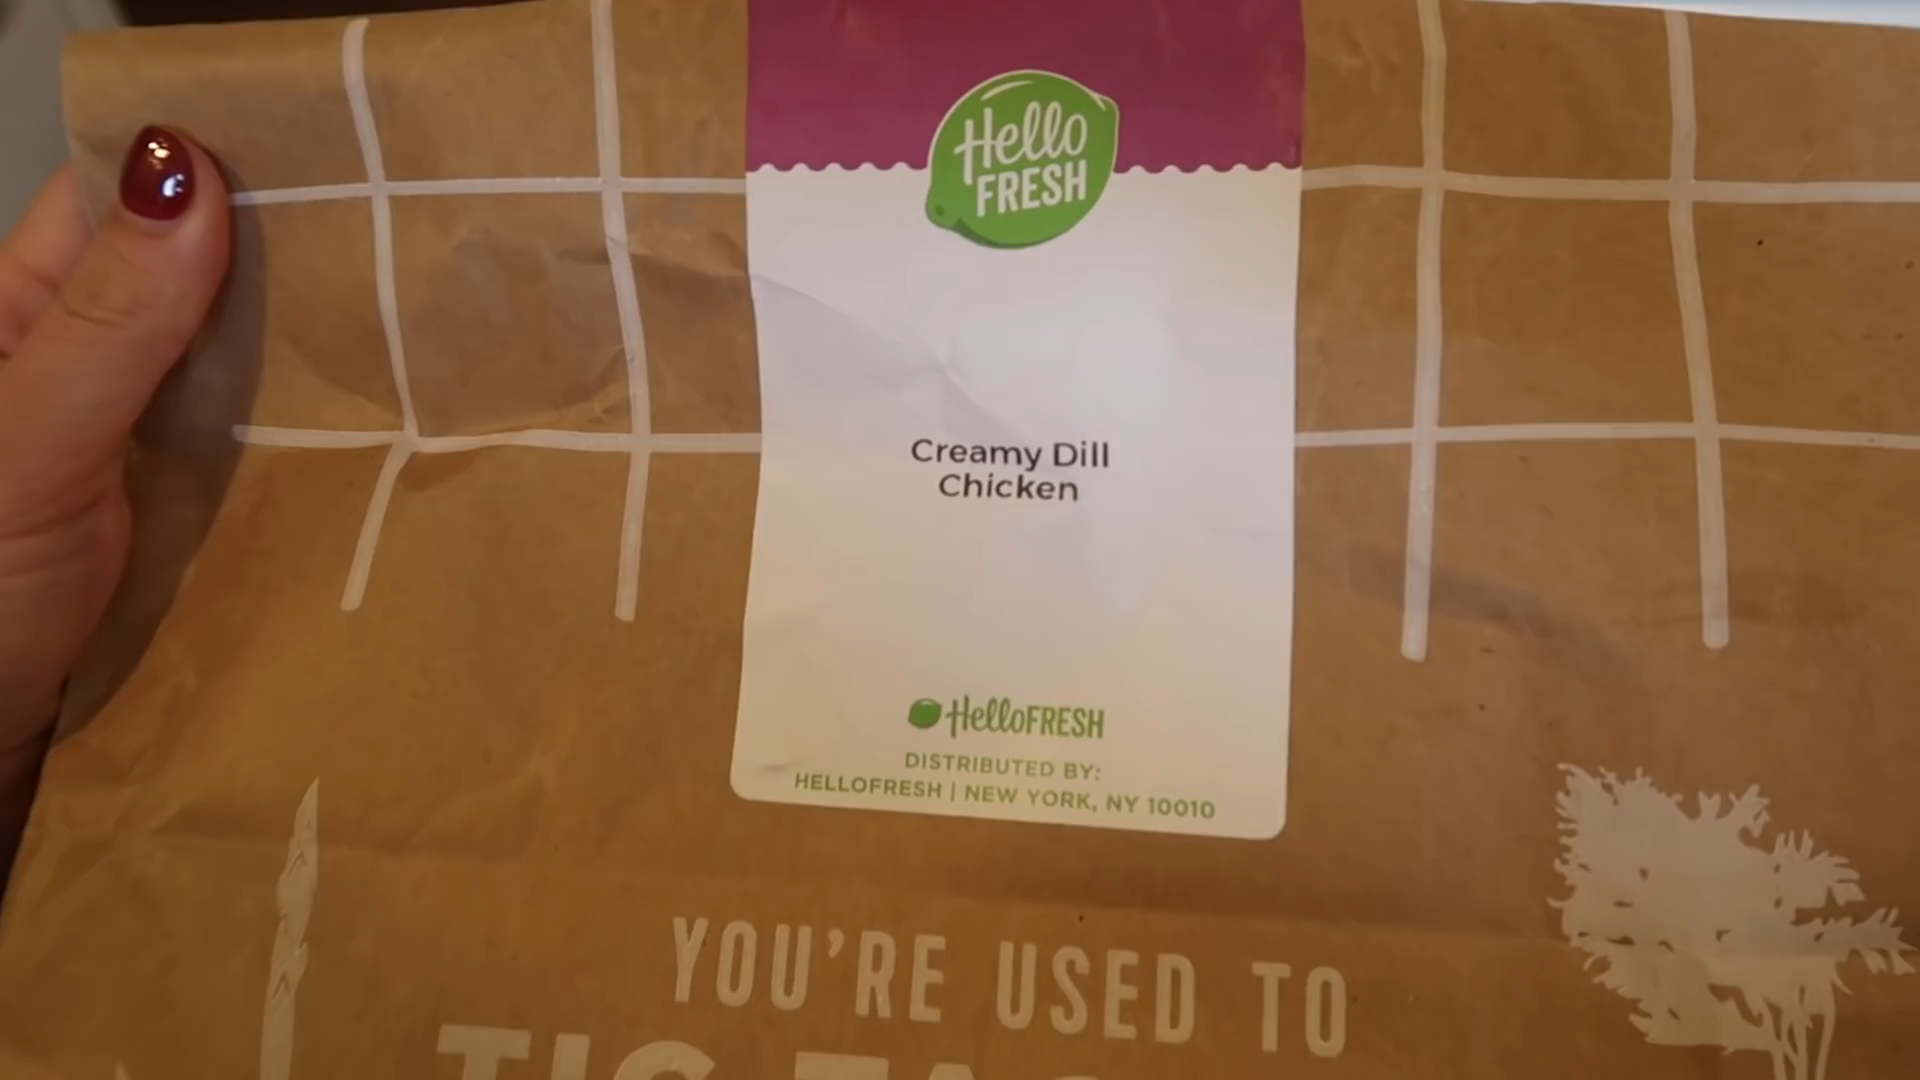 Hello
FRESH
Creamy Dill
Chicken
HelloFRESH
DISTRIBUTED BY:
HELLOFRESH | NEW YORK, NY 10010
YOU'RE USED TO